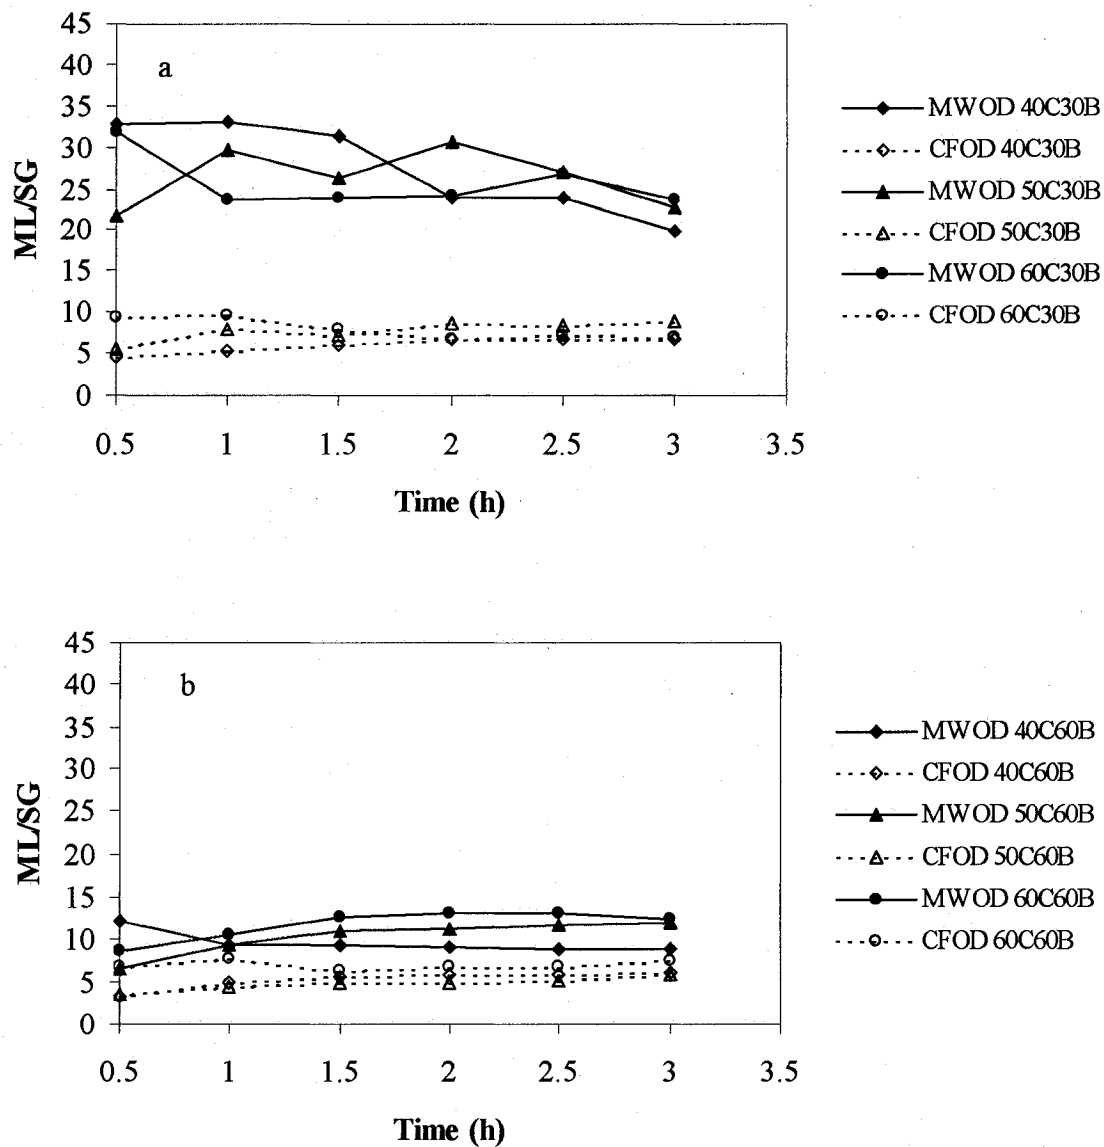 45
40
35
30
25
20
15
10
5
0
ML/SG
a
0.5 1 1.5 2 2.5 3 3.5
Time (h)
MWOD 40C30B
CFOD 40C30B
MWOD 50C30B
CFOD 50C30B
MWOD 60C30B
CFOD 60C30B
45
40
35
30
25
20
15
10
5
0
ML/SG
b
0.5 1 1.5 2 2.5 3 3.5
Time (h)
MWOD 40C60B
CFOD 40C60B
MWOD 50C60B
CFOD 50C60B
MWOD 60C60B
CFOD 60C60B